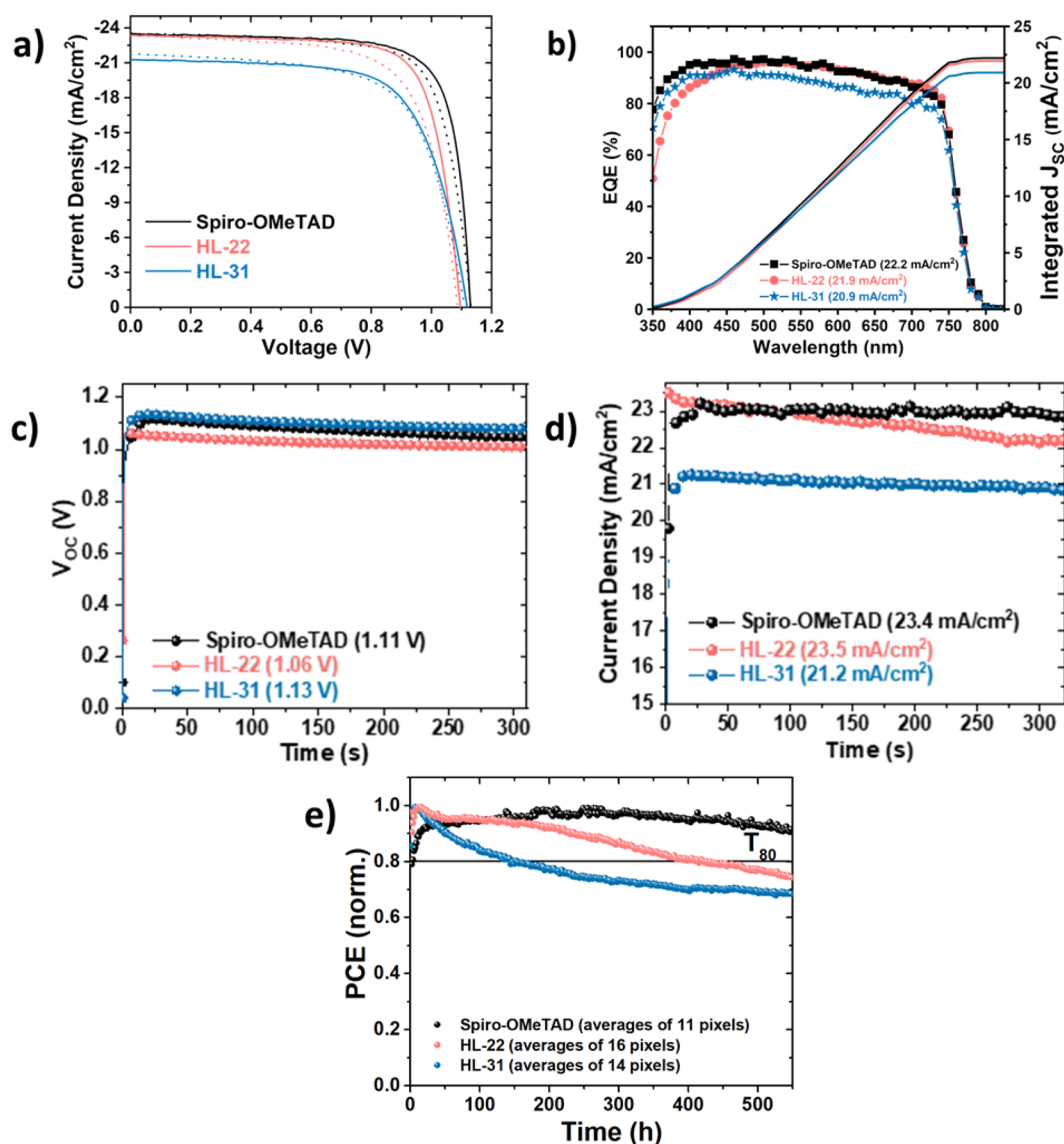 a)
-24
-21
-18
-15
-12
-9
-6
-3
0
Current Density (mA/cm²)
Spiro-OMeTAD
HL-22
HL-31
0.0 0.2 0.4 0.6 0.8 1.0 1.2
Voltage (V)
b)
100
80
60
40
20
0
EQE (%)
25
20
15
10
5
0
Integrated JSC (mA/cm²)
Spiro-OMeTAD (22.2 mA/cm²)
HL-22 (21.9 mA/cm²)
HL-31 (20.9 mA/cm²)
350 400 450 500 550 600 650 700 750 800
Wavelength (nm)
c)
1.2
1.0
0.8
0.6
0.4
0.2
0.0
VOC (V)
Spiro-OMeTAD (1.11 V)
HL-22 (1.06 V)
HL-31 (1.13 V)
0 50 100 150 200 250 300
Time (s)
d)
23
22
21
20
19
18
17
16
15
Current Density (mA/cm²)
Spiro-OMeTAD (23.4 mA/cm²)
HL-22 (23.5 mA/cm²)
HL-31 (21.2 mA/cm²)
0 50 100 150 200 250 300
Time (s)
e)
1.0
0.8
0.6
0.4
0.2
0.0
PCE (norm.)
T80
Spiro-OMeTAD (averages of 11 pixels)
HL-22 (averages of 16 pixels)
HL-31 (averages of 14 pixels)
0 100 200 300 400 500
Time (h)